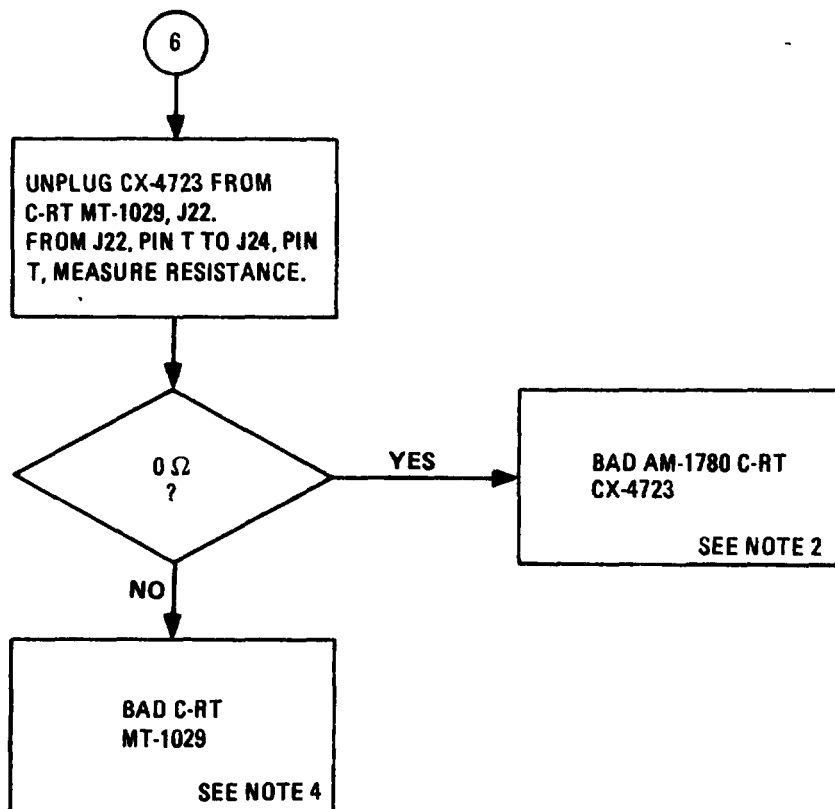 6
UNPLUG CX-4723 FROM
C-RT MT-1029, J22.
FROM J22, PIN T TO J24, PIN
T, MEASURE RESISTANCE.
0 Ω
?
YES
BAD AM-1780 C-RT
CX-4723
SEE NOTE 2
NO
BAD C-RT
MT-1029
SEE NOTE 4